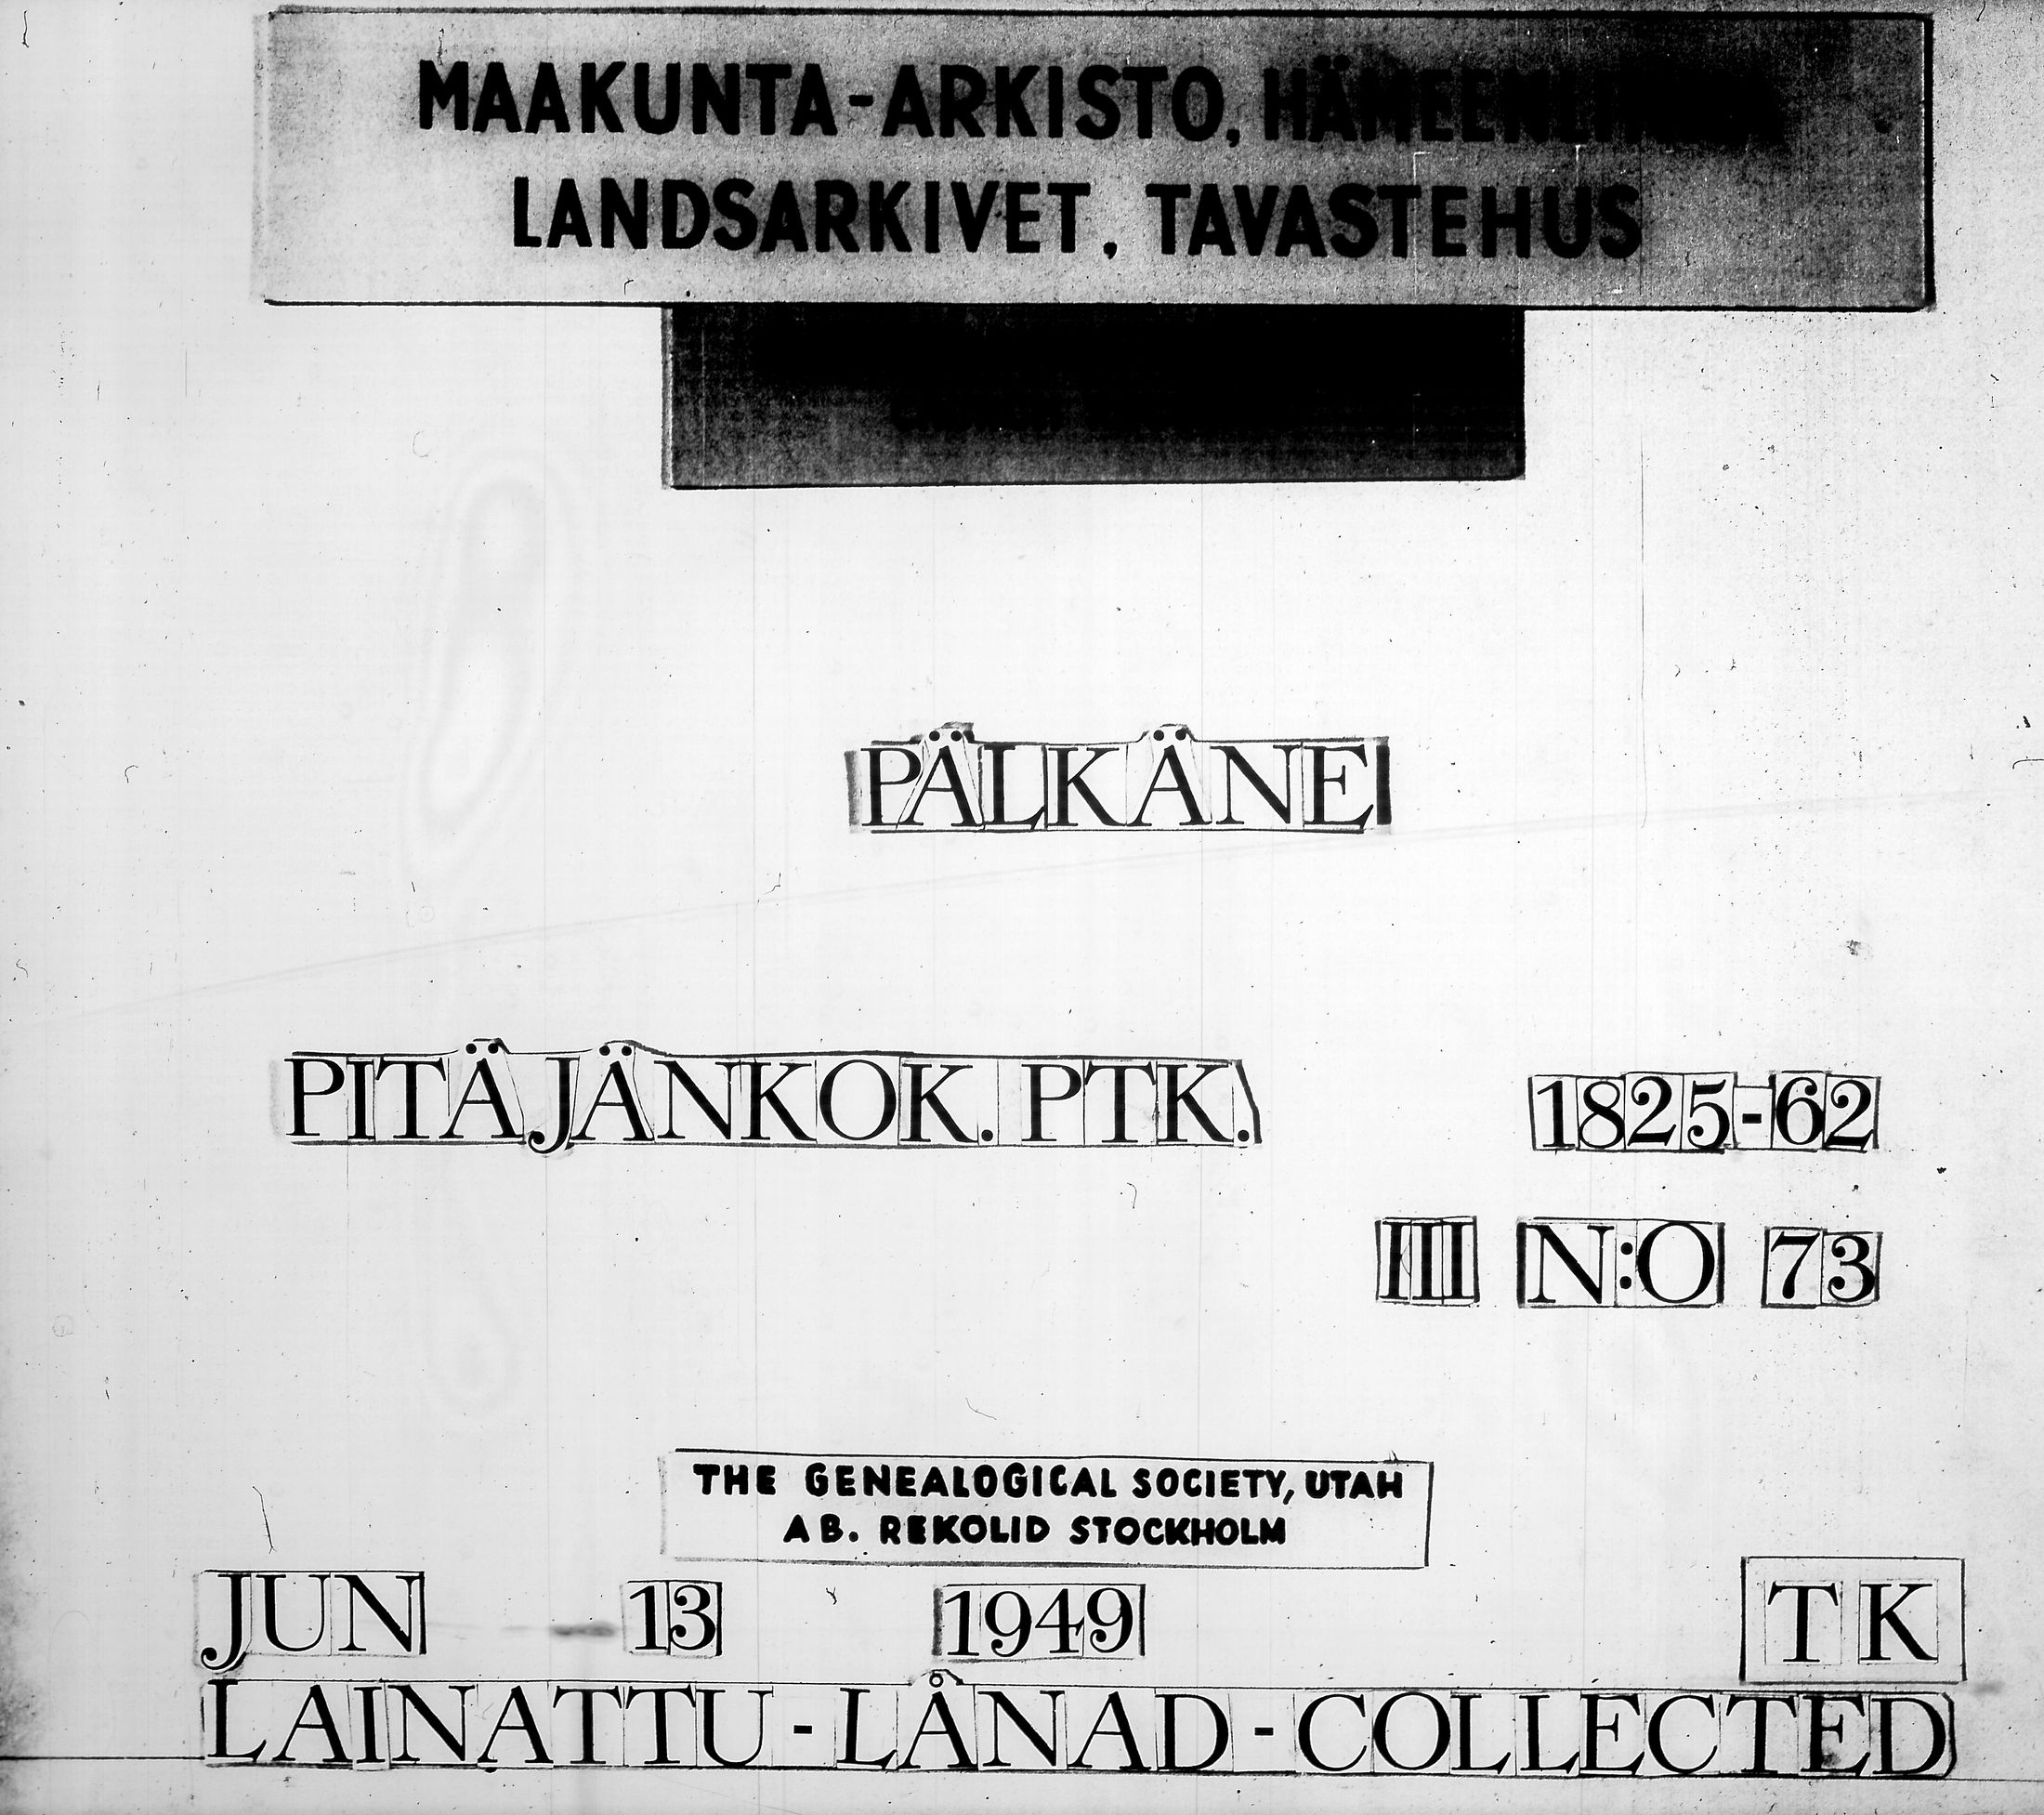 MAAKUNTA-ARKISTO,
LANDSARKIVET, TAVASTEHUS
PÄLKÄNE
PITÄJÄNKOK. PTK. 1825-62
III N:O 73
THE GENEALOGICAL SOCIETY, UTAH
AB. REKOLID STOCKHOLM
JUN 13 1949 TK
LAINATTU-LÅNAD-COLLECTED